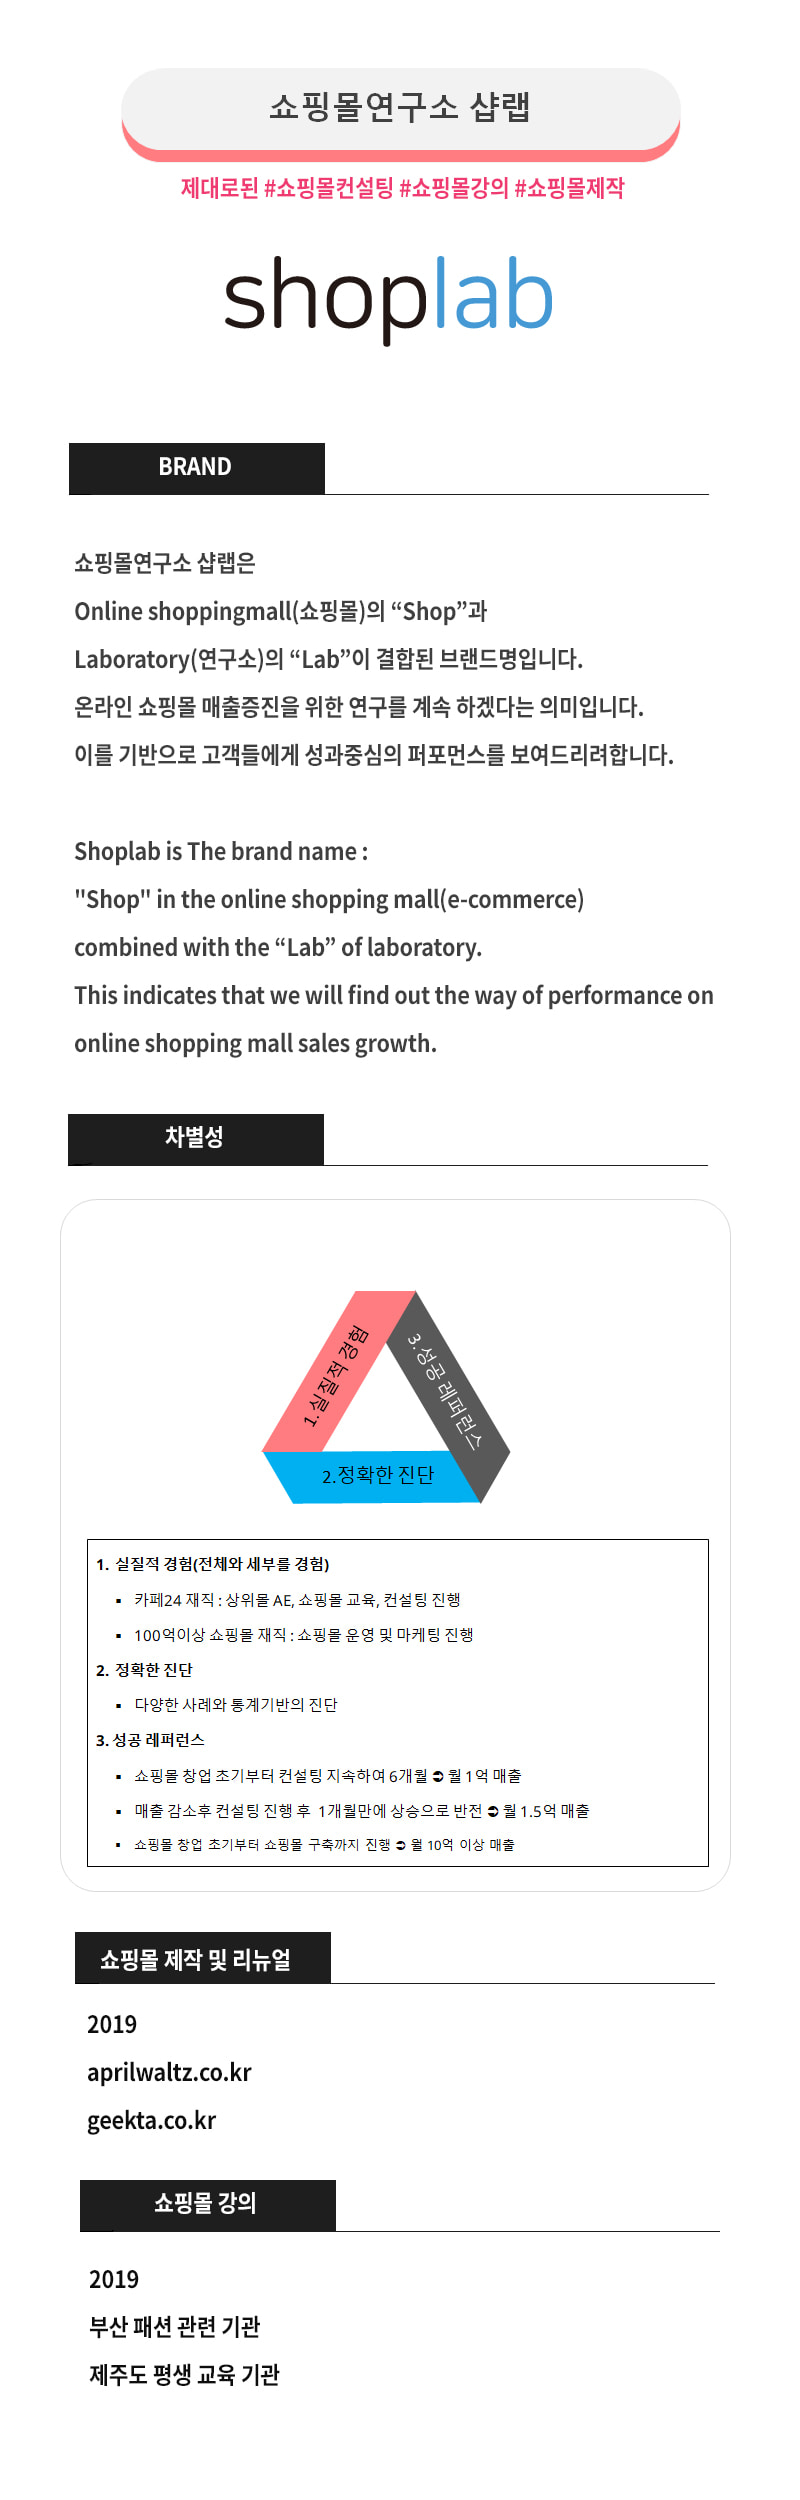 쇼핑몰연구소 샵랩
제대로된 #쇼핑몰컨설팅 #쇼핑몰강의 #쇼핑몰제작
shoplab
BRAND
쇼핑몰연구소 샵랩은
Online shoppingmall(쇼핑몰)의 “Shop”과
Laboratory(연구소)의 “Lab”이 결합된 브랜드명입니다.
온라인 쇼핑몰 매출증진을 위한 연구를 계속 하겠다는 의미입니다.
이를 기반으로 고객들에게 성과중심의 퍼포먼스를 보여드리려합니다.
Shoplab is The brand name :
"Shop" in the online shopping mall(e-commerce)
combined with the “Lab” of laboratory.
This indicates that we will find out the way of performance on
online shopping mall sales growth.
차별성
1.실질적 경험
3.성공 레퍼런스
2.정확한 진단
1. 실질적 경험(전체와 세부를 경험)
▪ 카페24 재직 : 상위몰 AE, 쇼핑몰 교육, 컨설팅 진행
▪ 100억이상 쇼핑몰 재직 : 쇼핑몰 운영 및 마케팅 진행
2. 정확한 진단
▪ 다양한 사례와 통계기반의 진단
3. 성공 레퍼런스
▪ 쇼핑몰 창업 초기부터 컨설팅 지속하여 6개월 ➲ 월 1억 매출
▪ 매출 감소후 컨설팅 진행 후 1개월만에 상승으로 반전 ➲ 월 1.5억 매출
▪ 쇼핑몰 창업 초기부터 쇼핑몰 구축까지 진행 ➲ 월 10억 이상 매출
쇼핑몰 제작 및 리뉴얼
2019
aprilwaltz.co.kr
geekta.co.kr
쇼핑몰 강의
2019
부산 패션 관련 기관
제주도 평생 교육 기관